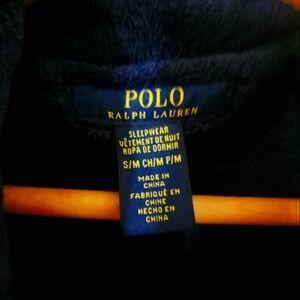 POLO
RALPH LAUREN
SLEEPWEAR
VÊTEMENT DE NUIT
ROPA DE DORMIR
S/M CH/M P/M
MADE IN
CHINA
FABRIQUÉ EN
CHINE
HECHO EN
CHINA